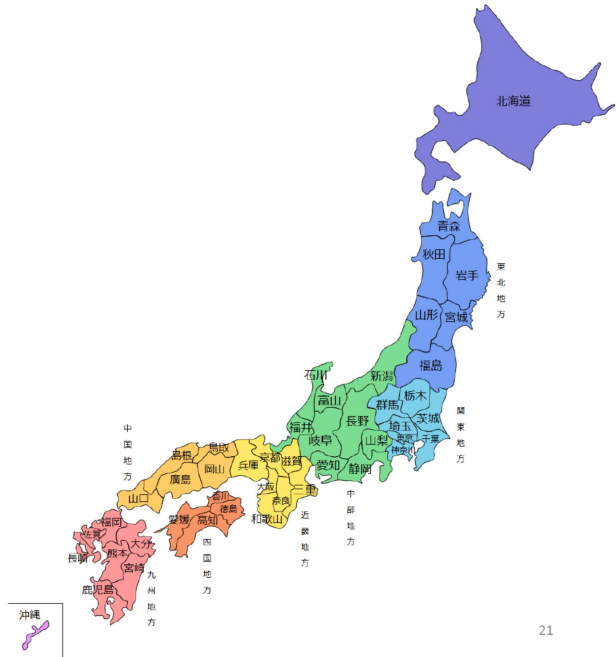 北海道
青森
秋田
岩手
東北地方
山形
宮城
福島
新潟
石川
富山
群馬
栃木
茨城
関東地方
長野
福井
埼玉
岐阜
山梨
東京
千葉
神奈川
愛知
静岡
中部地方
中国地方
島根
鳥取
岡山
廣島
山口
兵庫
京都
滋賀
大阪
奈良
三重
和歌山
近畿地方
香川
徳島
愛媛
高知
四国地方
福岡
佐賀
大分
長崎
熊本
宮崎
鹿児島
九州地方
沖縄
21